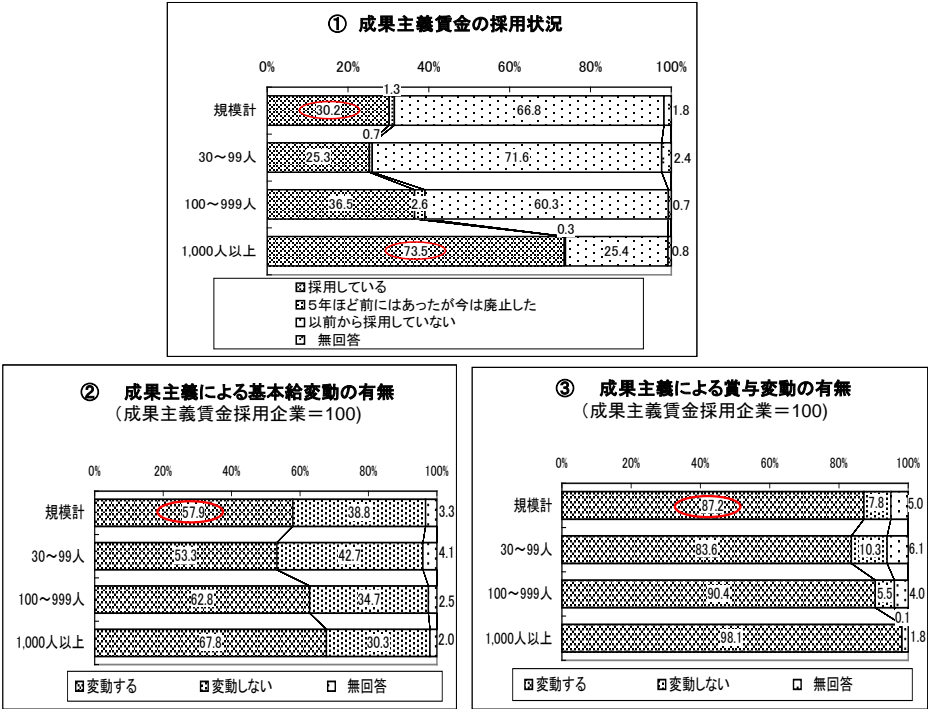 ① 成果主義賃金の採用状況
0% 20% 40% 60% 80% 100%
1.3
規模計 30.2 66.8 1.8
0.7
30～99人 25.3 71.6 2.4
100～999人 36.5 2.6 60.3 0.7
0.3
1,000人以上 73.5 25.4 0.8
採用している
５年ほど前にはあったが今は廃止した
以前から採用していない
無回答
② 成果主義による基本給変動の有無
（成果主義賃金採用企業＝100）
0% 20% 40% 60% 80% 100%
規模計 57.9 38.8 3.3
30～99人 53.3 42.7 4.1
100～999人 62.8 34.7 2.5
1,000人以上 67.8 30.3 2.0
変動する 変動しない 無回答
③ 成果主義による賞与変動の有無
（成果主義賃金採用企業＝100）
0% 20% 40% 60% 80% 100%
規模計 87.2 7.8 5.0
30～99人 83.6 10.3 6.1
100～999人 90.4 5.5 4.0
0.1
1,000人以上 98.1 1.8
変動する 変動しない 無回答